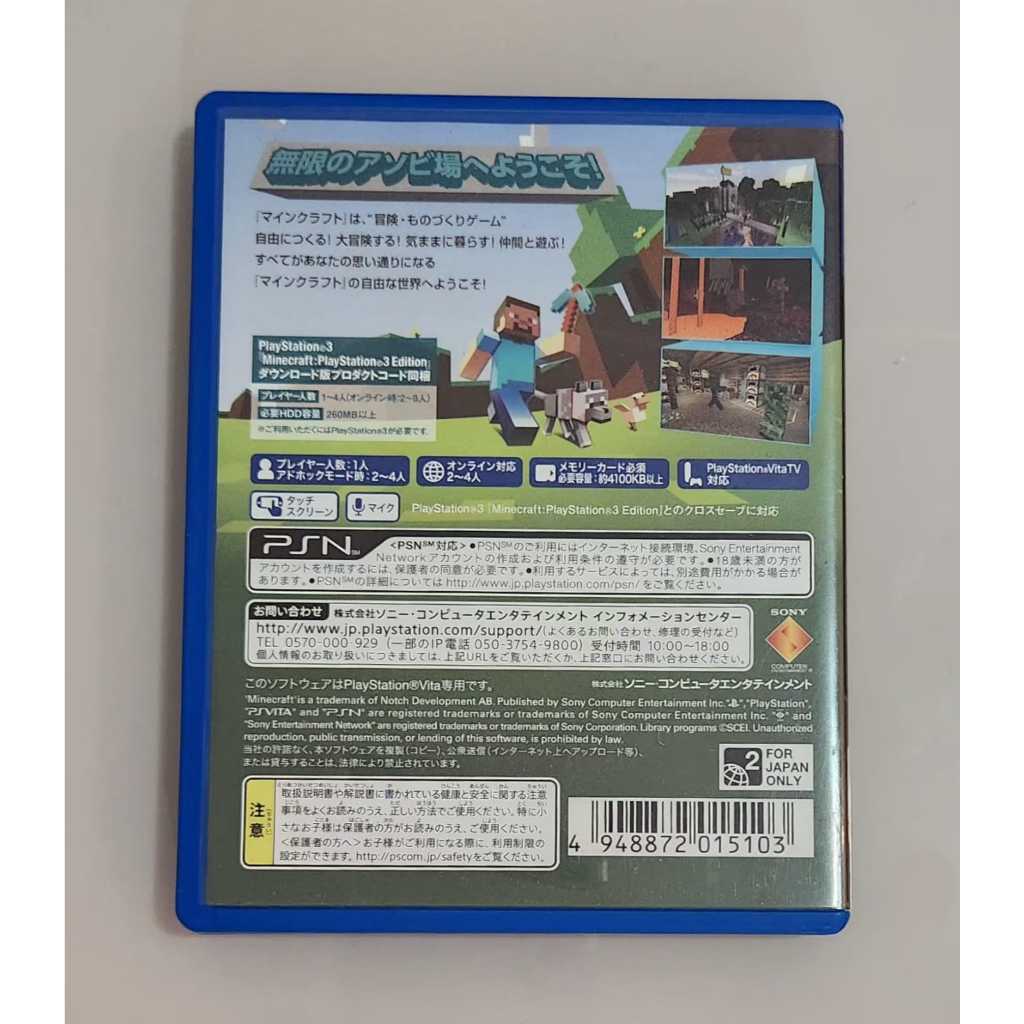 無限のアソビ場へようこそ!
『マインクラフト』は、“冒険・ものづくりゲーム”
自由につくる! 大冒険する! 気ままに暮らす! 仲間と遊ぶ!
すべてがあなたの思い通りになる
『マインクラフト』の自由な世界へようこそ!
PlayStation®3
『Minecraft:PlayStation®3 Edition』
ダウンロード版プロダクトコード同梱
プレイヤー人数 1~4人(オンライン時:2~8人)
必要HDD容量 260MB以上
※ご利用いただくにはPlayStation®3が必要です。
プレイヤー人数:1人
アドホックモード時:2~4人
オンライン対応
2~4人
メモリーカード必須
必要容量:約4100KB以上
PlayStation®VitaTV
対応
タッチ
スクリーン
マイク
PlayStation®3『Minecraft:PlayStation®3 Edition』とのクロスセーブに対応
PSN℠
<PSN℠対応> ●PSN℠のご利用にはインターネット接続環境、Sony Entertainment
Network アカウントの作成および利用条件の遵守が必要です。●18歳未満の方が
アカウントを作成するには、保護者の同意が必要です。●利用するサービスによっては、別途費用がかかる場合が
あります。●PSN℠の詳細については http://www.jp.playstation.com/psn/ をご覧ください。
お問い合わせ 株式会社ソニー・コンピュータエンタテインメント インフォメーションセンター
http://www.jp.playstation.com/support/(よくあるお問い合わせ、修理の受付など)
TEL 0570-000-929 (一部のIP電話 050-3754-9800) 受付時間 10:00~18:00
個人情報のお取り扱いにつきましては、上記URLをご覧いただくか、上記窓口にお問い合わせください。
SONY
COMPUTER
ENTERTAINMENT®
このソフトウェアはPlayStation®Vita専用です。
株式会社 ソニー・コンピュータエンタテインメント
'Minecraft' is a trademark of Notch Development AB. Published by Sony Computer Entertainment Inc. "PlayStation",
"PSVITA" and "PSN" are registered trademarks or trademarks of Sony Computer Entertainment Inc. and
"Sony Entertainment Network" are registered trademarks or trademarks of Sony Corporation. Library programs ©SCEI. Unauthorized
reproduction, public transmission, or lending of this software, is prohibited by law.
当社の許諾なく、本ソフトウェアを複製(コピー)、公衆送信(インターネット上へアップロード等)、
または貸与することは、法律により禁止されています。
2
FOR
JAPAN
ONLY
注意
取扱説明書や解説書に書かれている健康と安全に関する注意
事項をよくお読みのうえ、正しい方法でご使用ください。特に小
さなお子様は保護者の方がお読みのうえ、ご使用ください。
<保護者の方へ>お子様がご利用になる際に、利用制限の
設定ができます。http://pscom.jp/safetyをご覧ください。
4 948872 015103